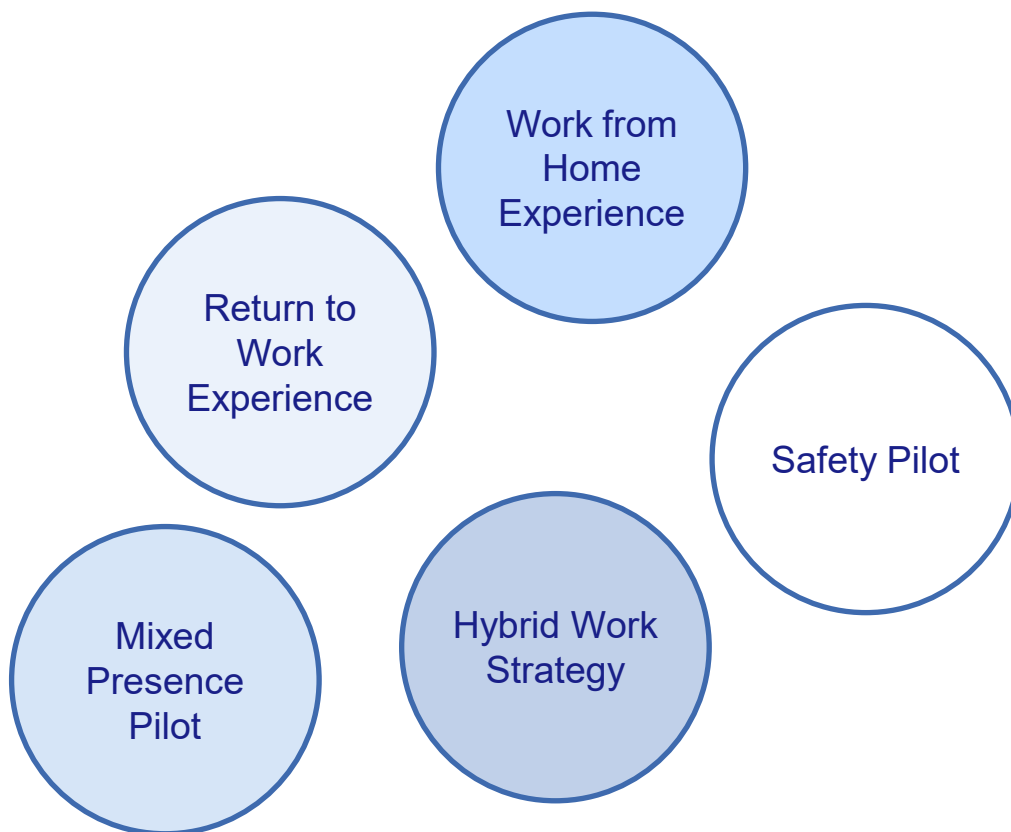 Work from
Home
Experience
Return to
Work
Experience
Safety Pilot
Hybrid Work
Strategy
Mixed
Presence
Pilot